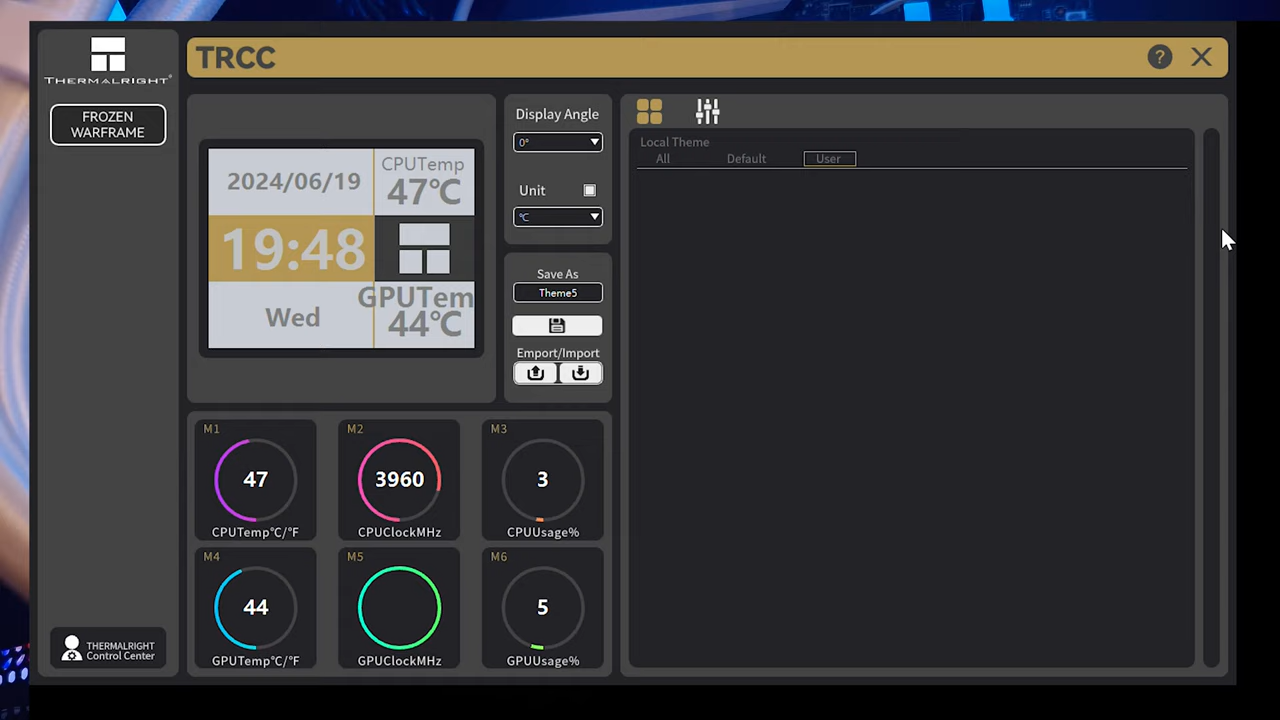 THERMALRIGHT®
FROZEN
WARFRAME
THERMALRIGHT
Control Center
TRCC
?
2024/06/19
CPUTemp
47℃
19:48
Wed
GPUTem
44℃
Display Angle
0°
Unit
℃
Save As
Theme5
Emport/Import
M1
47
CPUTemp℃/℉
M2
3960
CPUClockMHz
M3
3
CPUUsage%
M4
44
GPUTemp℃/℉
M5
GPUClockMHz
M6
5
GPUUsage%
Local Theme
All Default User